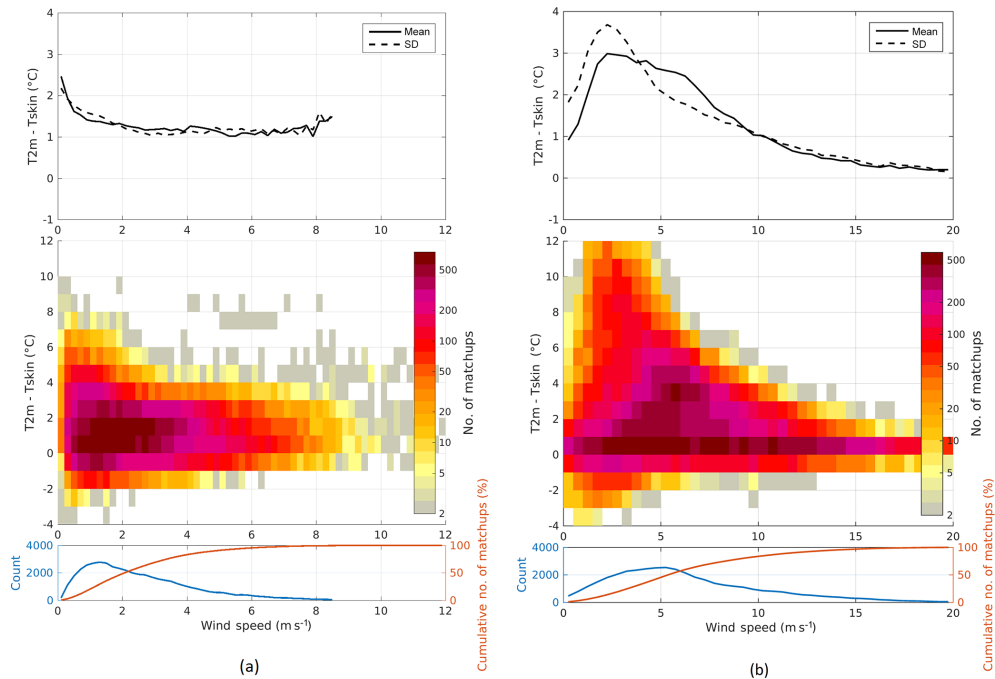 4
3
2
1
0
-1
T2m - Tskin (°C)
Mean
SD
0 2 4 6 8 10 12
12
10
8
6
4
2
0
-2
-4
T2m - Tskin (°C)
500
200
100
50
20
10
5
2
No. of matchups
0 2 4 6 8 10 12
4000
2000
0
Count
100
50
0
Cumulative no. of matchups (%)
0 2 4 6 8 10 12
Wind speed (m s⁻¹)
(a)
4
3
2
1
0
-1
T2m - Tskin (°C)
Mean
SD
0 5 10 15 20
12
10
8
6
4
2
0
-2
-4
T2m - Tskin (°C)
500
200
100
50
20
10
5
2
No. of matchups
0 5 10 15 20
4000
2000
0
Count
100
50
0
Cumulative no. of matchups (%)
0 5 10 15 20
Wind speed (m s⁻¹)
(b)